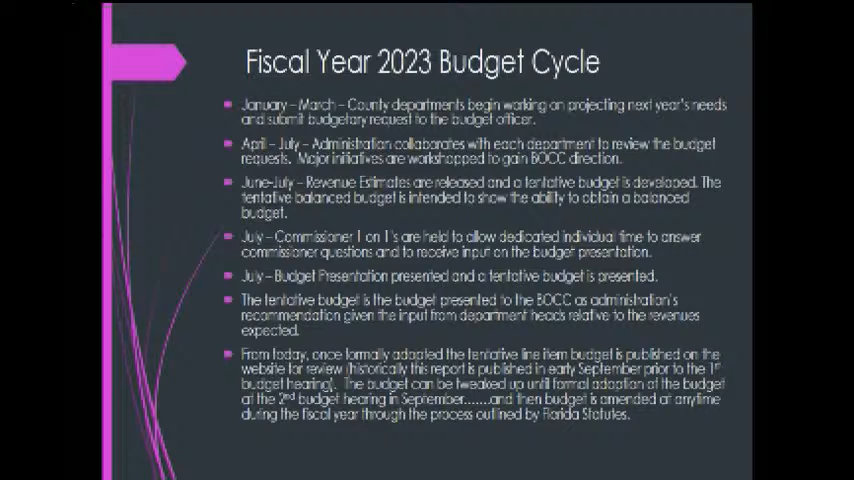 Fiscal Year 2023 Budget Cycle
January – March – County departments begin working on projecting next year's needs
and submit budgetary request to the budget officer.
April – July – Administration collaborates with each department to review the budget
requests. Major initiatives are workshopped to gain BOCC direction.
June-July – Revenue Estimates are released and a tentative budget is developed. The
tentative balanced budget is intended to show the ability to obtain a balanced
budget.
July – Commissioner 1 on 1's are held to allow dedicated individual time to answer
commissioner questions and to receive input on the budget presentation.
July – Budget Presentation presented and a tentative budget is presented.
The tentative budget is the budget presented to the BOCC as administration's
recommendation given the input from department heads relative to the revenues
expected.
From today, once formally adopted the tentative line item budget is published on the
website for review (historically this report is published in early September prior to the 1st
budget hearing). The budget can be tweaked up until formal adoption of the budget
at the 2nd budget hearing in September.......and then budget is amended at anytime
during the fiscal year through the process outlined by Florida Statutes.